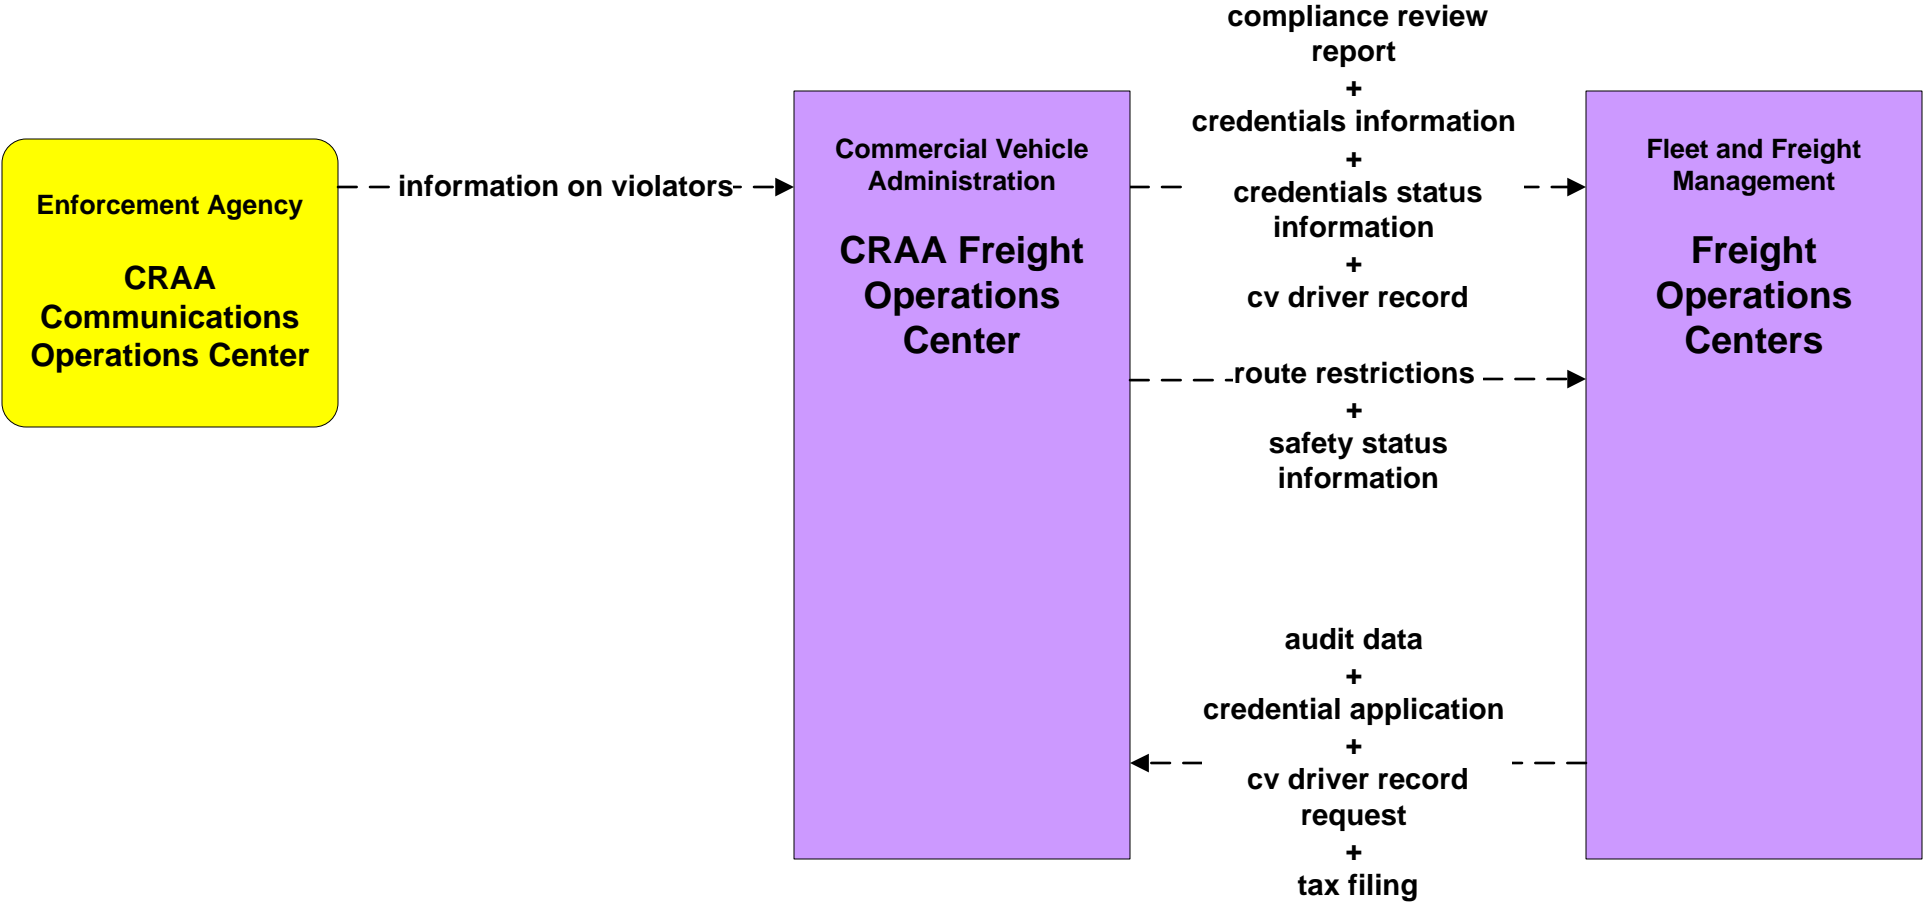 Enforcement Agency
CRAA
Communications
Operations Center
information on violators
Commercial Vehicle
Administration
CRAA Freight
Operations
Center
compliance review
report
+
credentials information
+
credentials status
information
+
cv driver record
route restrictions
+
safety status
information
audit data
+
credential application
+
cv driver record
request
+
tax filing
Fleet and Freight
Management
Freight
Operations
Centers